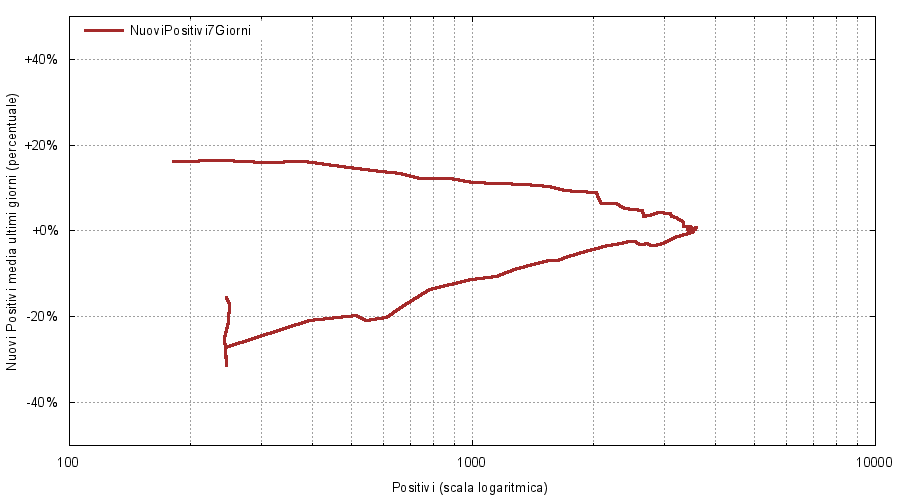 NuoviPositivi7Giorni
+40%
+20%
+0%
-20%
-40%
Nuovi Positivi media ultimi giorni (percentuale)
100
1000
10000
Positivi (scala logaritmica)